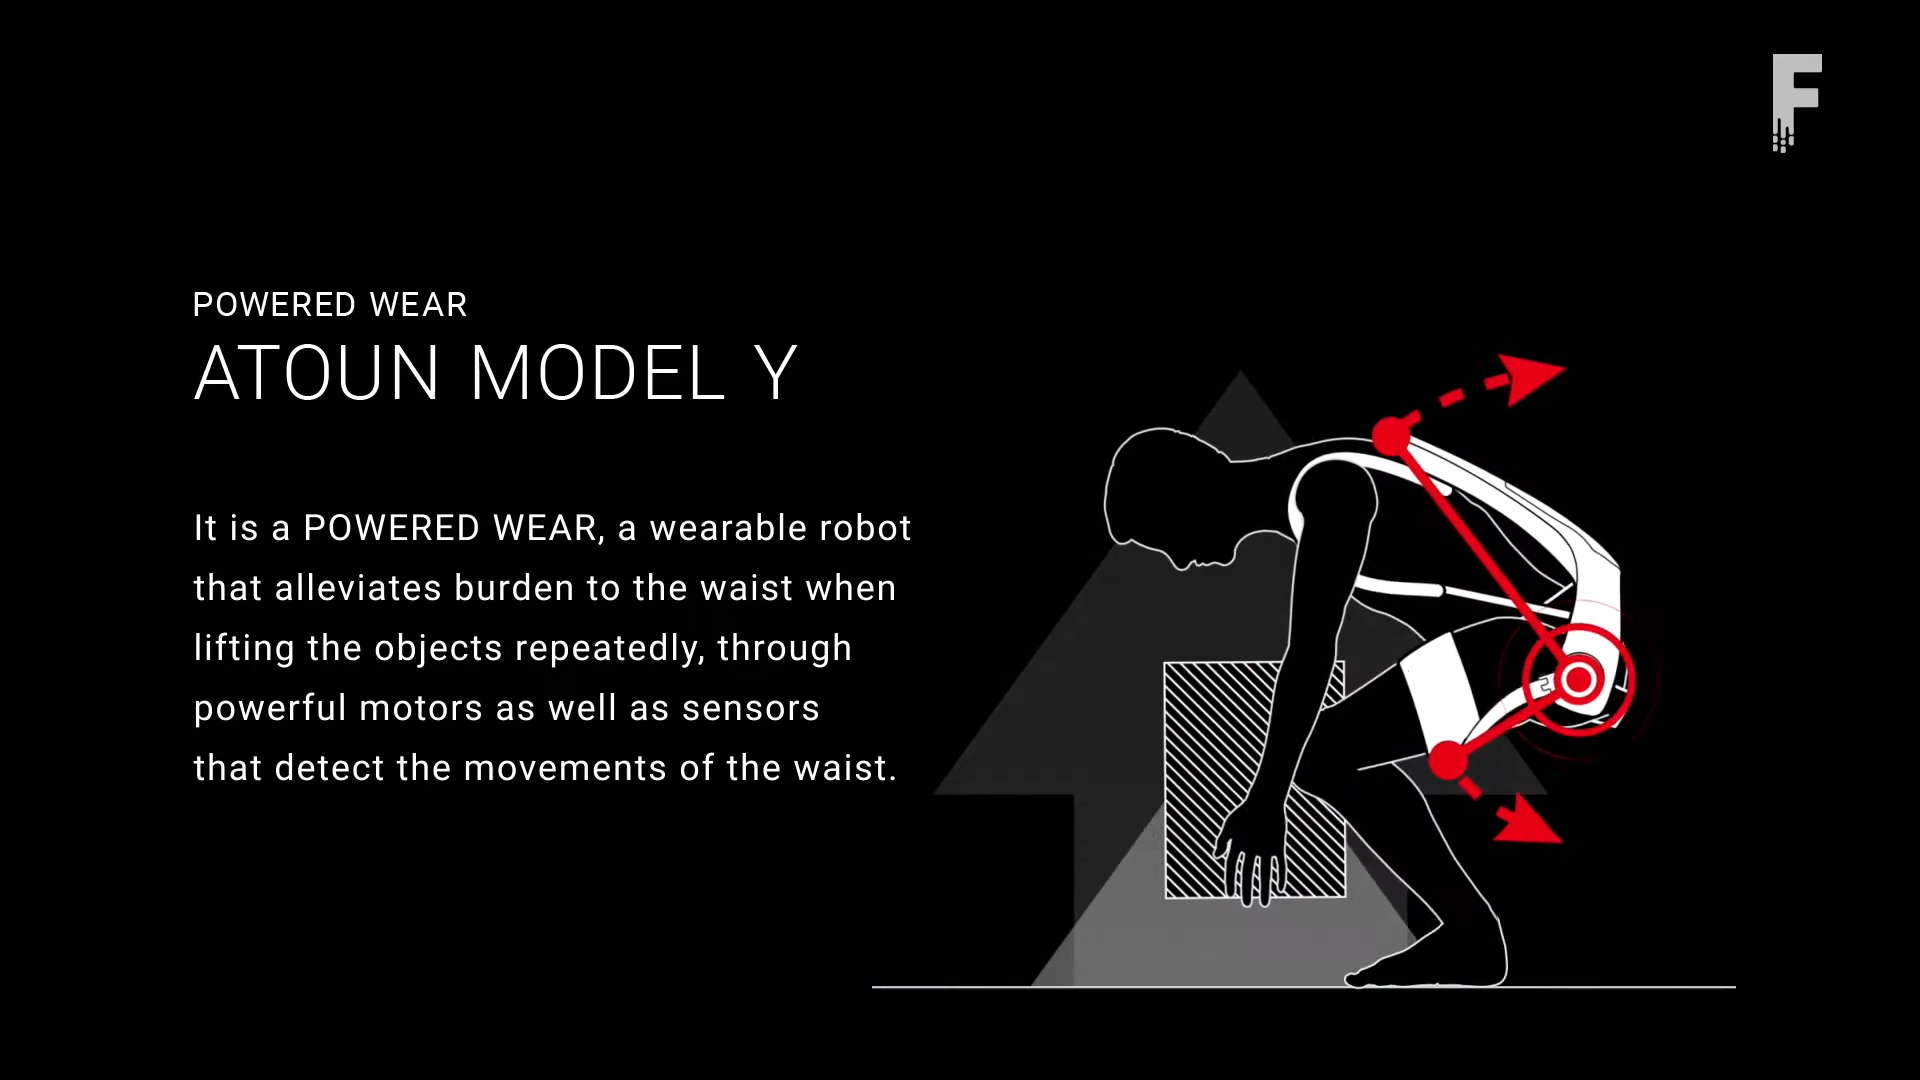 F
POWERED WEAR
ATOUN MODEL Y
It is a POWERED WEAR, a wearable robot
that alleviates burden to the waist when
lifting the objects repeatedly, through
powerful motors as well as sensors
that detect the movements of the waist.